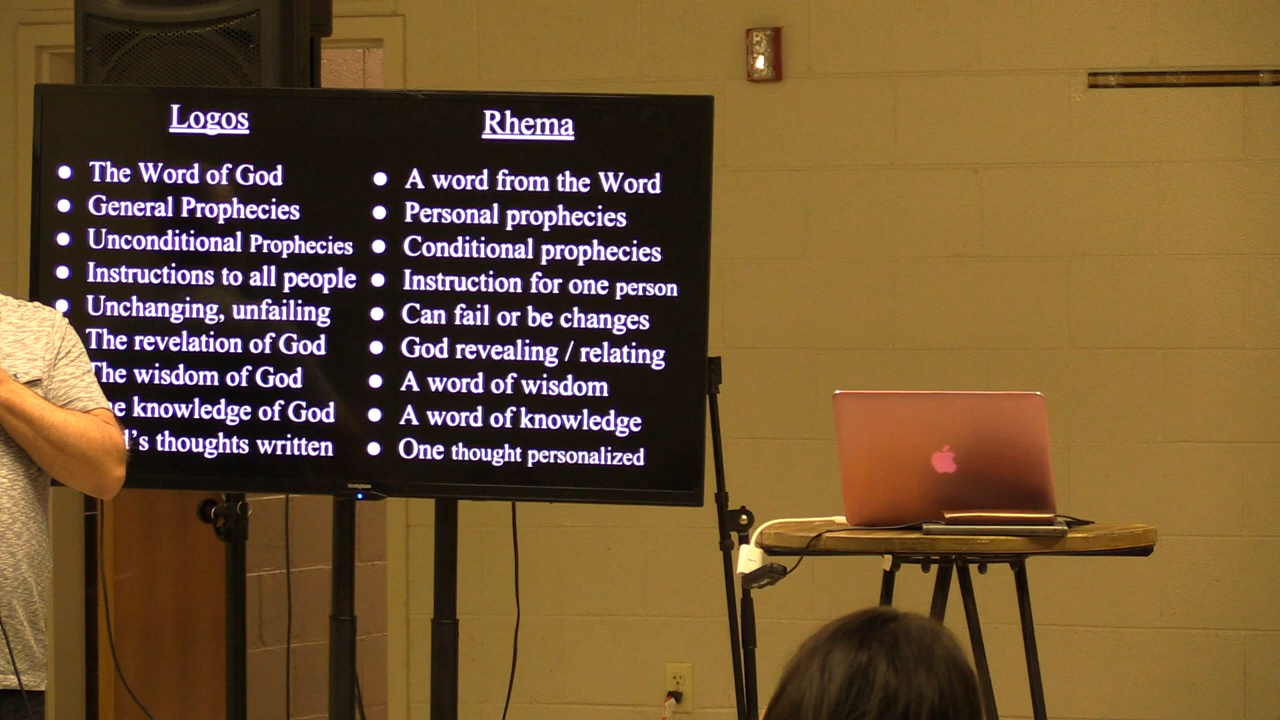 Logos
● The Word of God
● General Prophecies
● Unconditional Prophecies
● Instructions to all people
● Unchanging, unfailing
The revelation of God
The wisdom of God
knowledge of God
thoughts written
Rhema
● A word from the Word
● Personal prophecies
● Conditional prophecies
● Instruction for one person
● Can fail or be changes
● God revealing / relating
● A word of wisdom
● A word of knowledge
● One thought personalized